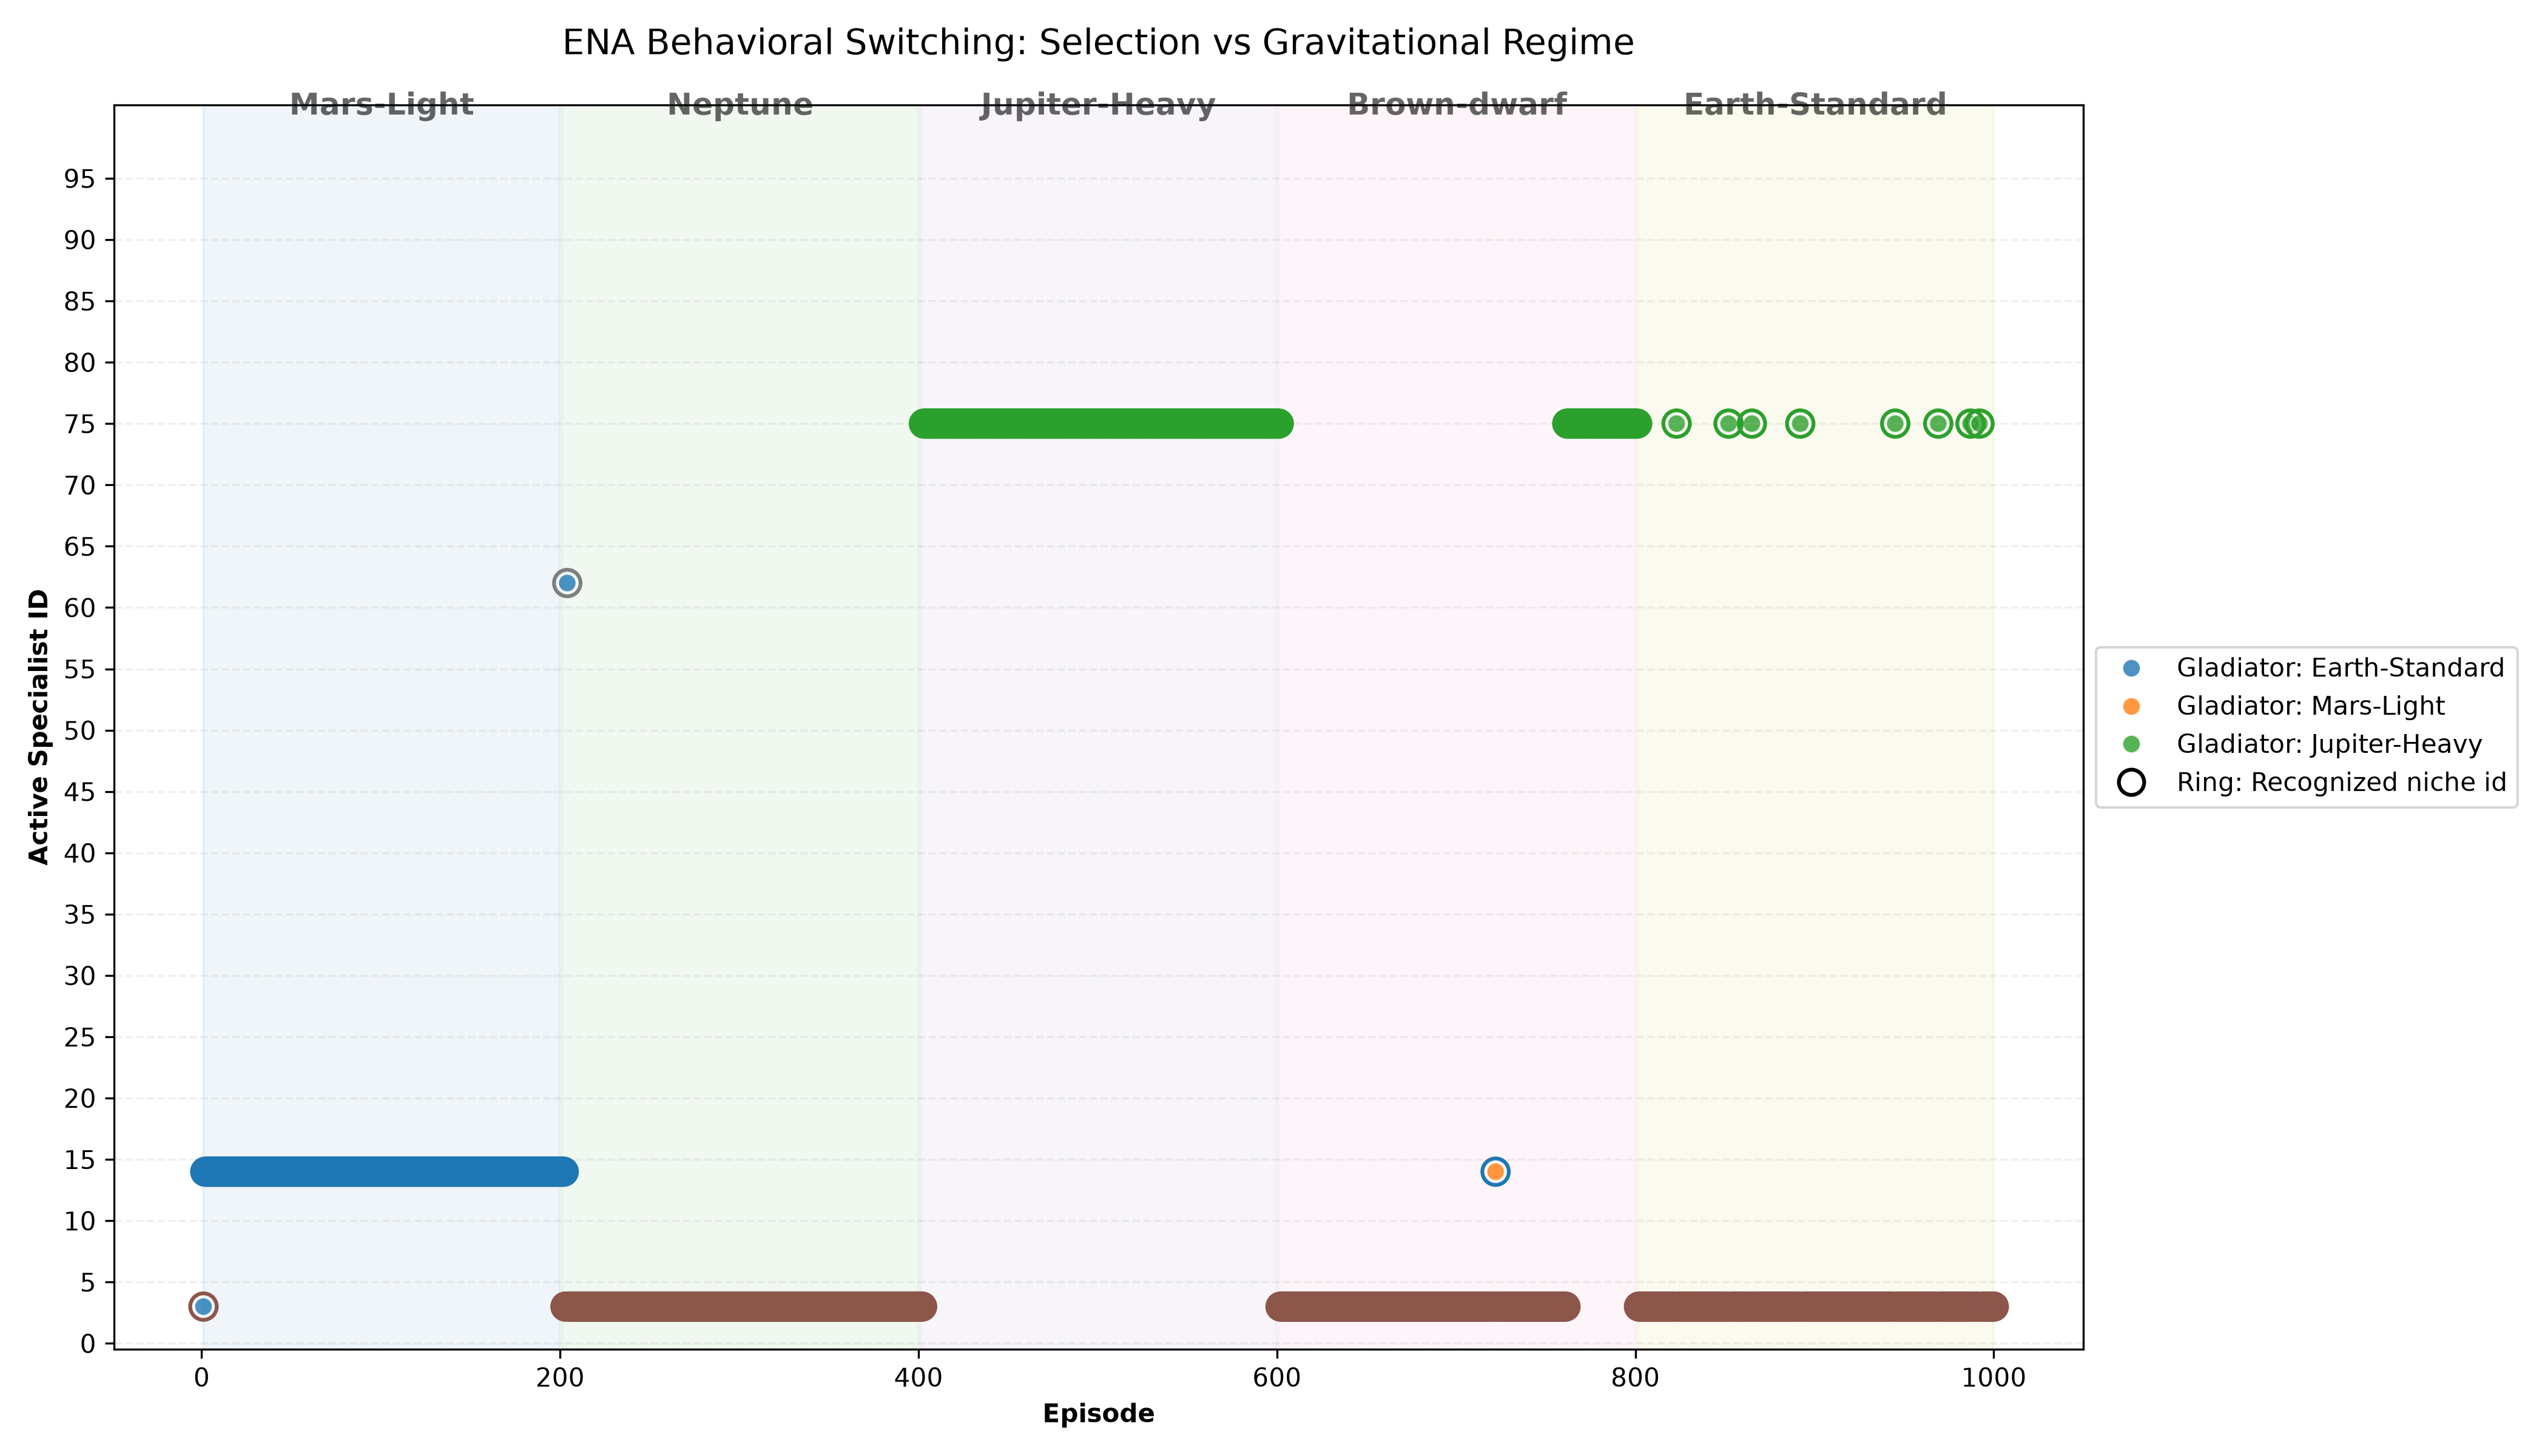 ENA Behavioral Switching: Selection vs Gravitational Regime
Mars-Light Neptune Jupiter-Heavy Brown-dwarf Earth-Standard
95
90
85
80
75
70
65
60
55
50
45
40
35
30
25
20
15
10
5
0
Active Specialist ID
0 200 400 600 800 1000
Episode
Gladiator: Earth-Standard
Gladiator: Mars-Light
Gladiator: Jupiter-Heavy
Ring: Recognized niche id